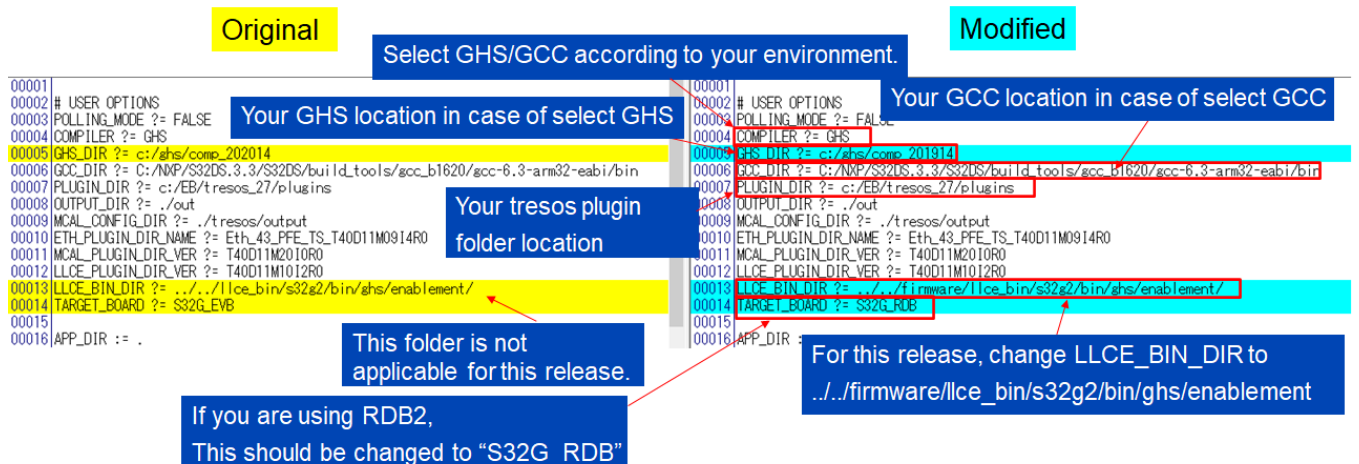 Original
Modified
Select GHS/GCC according to your environment.
Your GHS location in case of select GHS
Your GCC location in case of select GCC
00001
00002 # USER OPTIONS
00003 POLLING_MODE ?= FALSE
00004 COMPILER ?= GHS
00005 GHS_DIR ?= c:/ghs/comp_202014
00006 GCC_DIR ?= C:/NXP/S32DS.3.3/S32DS/build_tools/gcc_b1620/gcc-6.3-arm32-eabi/bin
00007 PLUGIN_DIR ?= c:/EB/tresos_27/plugins
00008 OUTPUT_DIR ?= ./out
00009 MCAL_CONFIG_DIR ?= ./tresos/output
00010 ETH_PLUGIN_DIR_NAME ?= Eth_43_PFE_TS_T40D11M09I4R0
00011 MCAL_PLUGIN_DIR_VER ?= T40D11M20I0R0
00012 LLCE_PLUGIN_DIR_VER ?= T40D11M10I2R0
00013 LLCE_BIN_DIR ?= ../../llce_bin/s32g2/bin/ghs/enablement/
00014 TARGET_BOARD ?= S32G_EVB
00015
00016 APP_DIR := .
Your tresos plugin
folder location
This folder is not
applicable for this release.
If you are using RDB2,
This should be changed to “S32G_RDB”
00001
00002 # USER OPTIONS
00003 POLLING_MODE ?= FALSE
00004 COMPILER ?= GHS
00005 GHS_DIR ?= c:/ghs/comp_201914
00006 GCC_DIR ?= C:/NXP/S32DS.3.3/S32DS/build_tools/gcc_b1620/gcc-6.3-arm32-eabi/bin
00007 PLUGIN_DIR ?= c:/EB/tresos_27/plugins
00008 OUTPUT_DIR ?= ./out
00009 MCAL_CONFIG_DIR ?= ./tresos/output
00010 ETH_PLUGIN_DIR_NAME ?= Eth_43_PFE_TS_T40D11M09I4R0
00011 MCAL_PLUGIN_DIR_VER ?= T40D11M20I0R0
00012 LLCE_PLUGIN_DIR_VER ?= T40D11M10I2R0
00013 LLCE_BIN_DIR ?= ../../firmware/llce_bin/s32g2/bin/ghs/enablement/
00014 TARGET_BOARD ?= S32G_RDB
00015
00016 APP_DIR :
For this release, change LLCE_BIN_DIR to
../../firmware/llce_bin/s32g2/bin/ghs/enablement